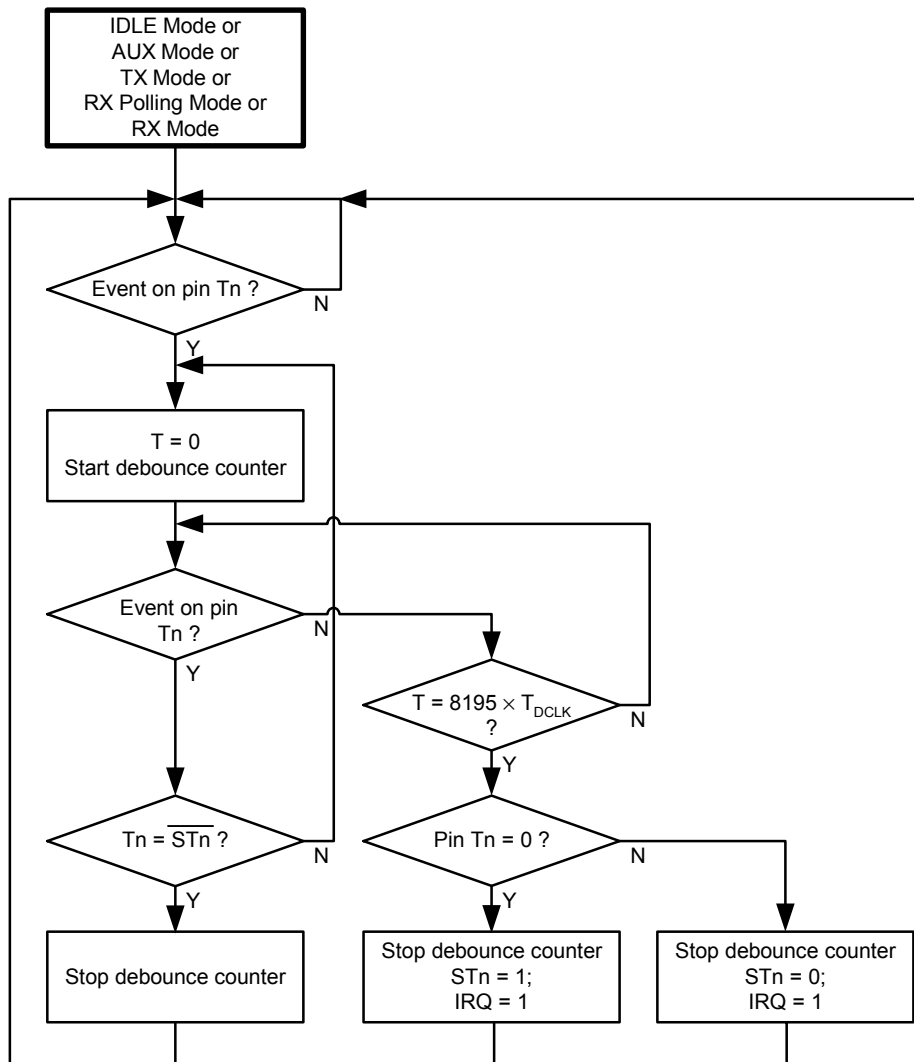 IDLE Mode or
AUX Mode or
TX Mode or
RX Polling Mode or
RX Mode
Event on pin Tn ?
N
Y
T = 0
Start debounce counter
Event on pin
Tn ?
N
Y
T = 8195 × T_DCLK
?
N
Y
Tn = S̅T̅n̅ ?
N
Y
Pin Tn = 0 ?
N
Y
Stop debounce counter
Stop debounce counter
STn = 1;
IRQ = 1
Stop debounce counter
STn = 0;
IRQ = 1